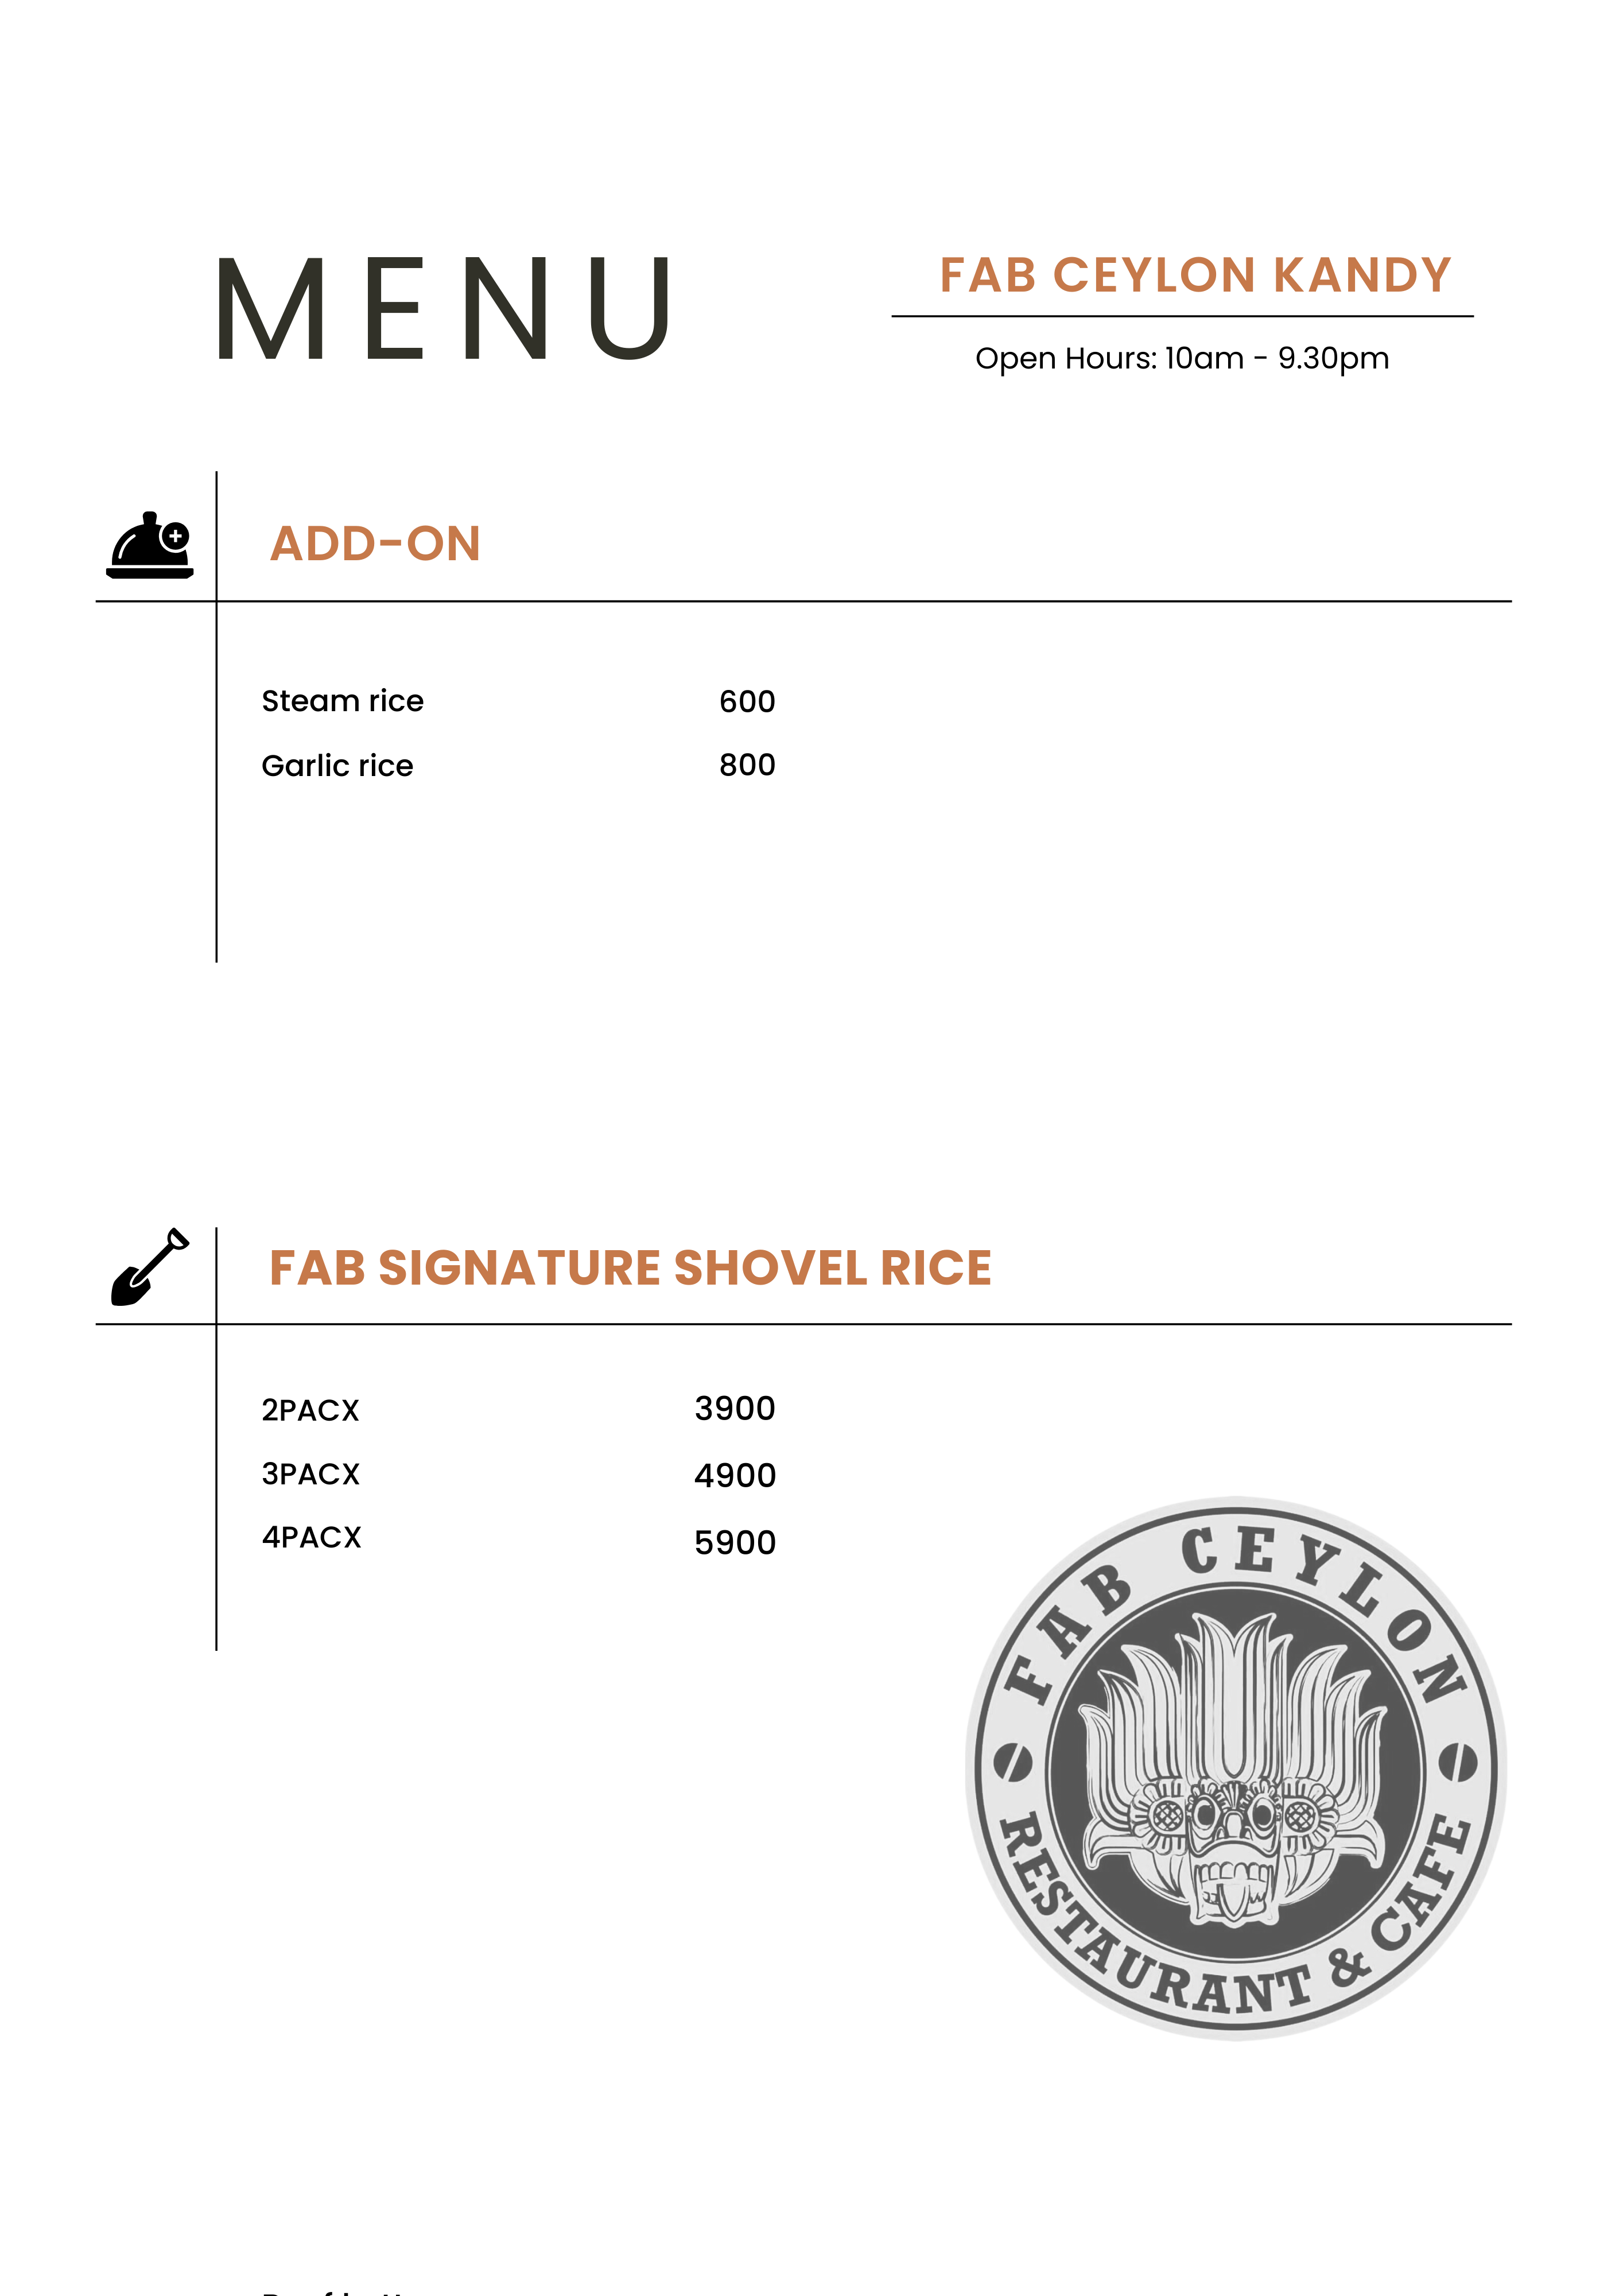 MENU
FAB CEYLON KANDY
Open Hours: 10am - 9.30pm
ADD-ON
Steam rice 600
Garlic rice 800
FAB SIGNATURE SHOVEL RICE
2PACX 3900
3PACX 4900
4PACX 5900
FAB CEYLON
RESTAURANT & CAFE